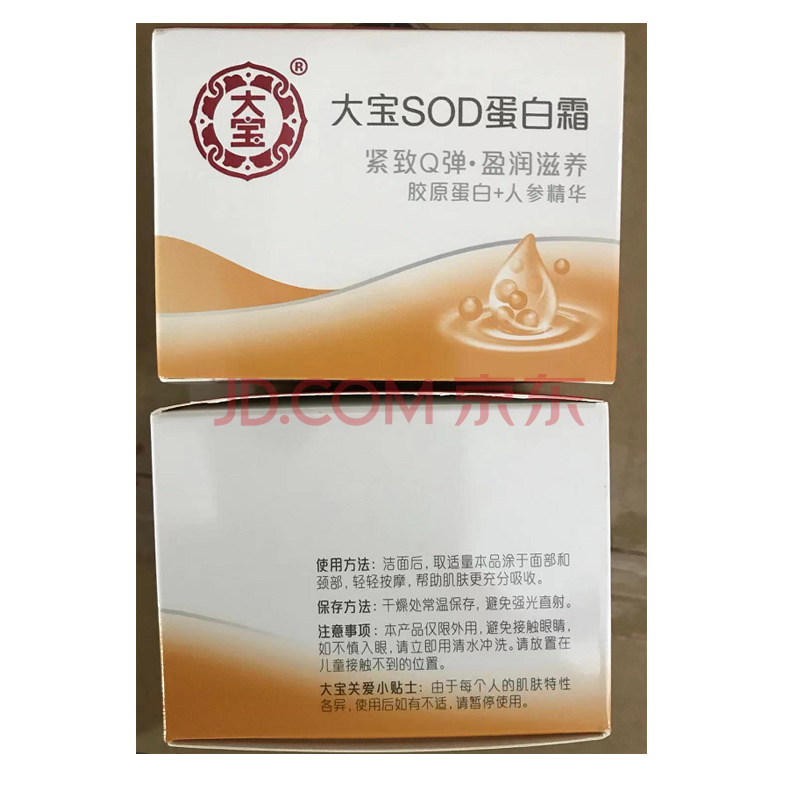 大宝
®
大宝SOD蛋白霜
紧致Q弹·盈润滋养
胶原蛋白+人参精华
JD.COM 京东
使用方法：洁面后，取适量本品涂于面部和
颈部，轻轻按摩，帮助肌肤更充分吸收。
保存方法：干燥处常温保存，避免强光直射。
注意事项：本产品仅限外用，避免接触眼睛，
如不慎入眼，请立即用清水冲洗。请放置在
儿童接触不到的位置。
大宝关爱小贴士：由于每个人的肌肤特性
各异，使用后如有不适，请暂停使用。